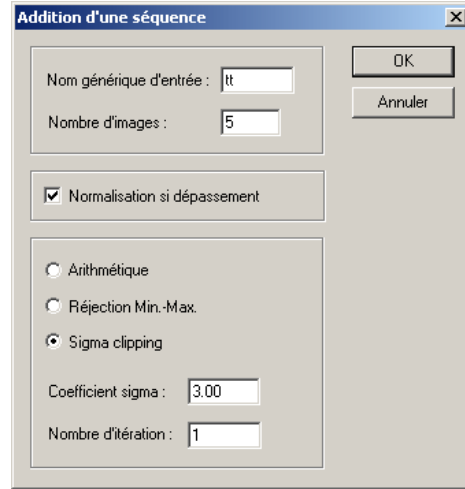 Addition d'une séquence
Nom générique d'entrée : tt
OK
Nombre d'images : 5
Annuler
Normalisation si dépassement
Arithmétique
Réjection Min.-Max.
Sigma clipping
Coefficient sigma : 3.00
Nombre d'itération : 1